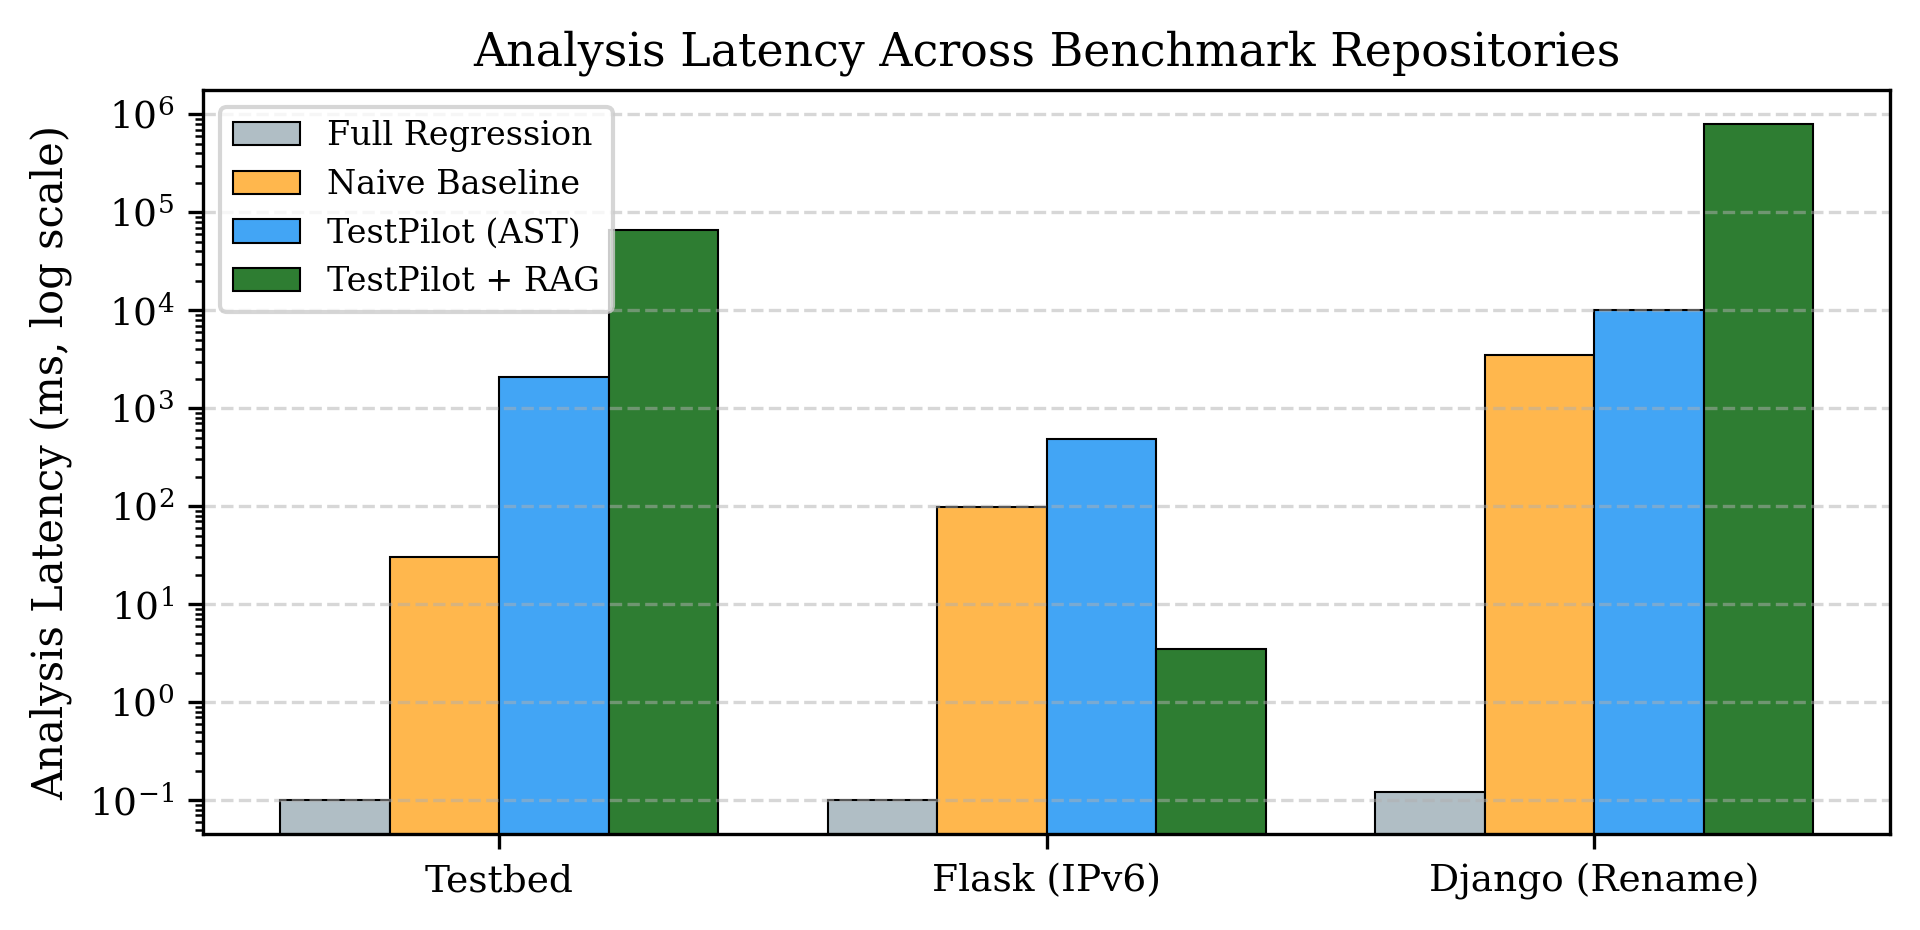 Analysis Latency Across Benchmark Repositories
Analysis Latency (ms, log scale)
10⁶
10⁵
10⁴
10³
10²
10¹
10⁰
10⁻¹
Full Regression
Naive Baseline
TestPilot (AST)
TestPilot + RAG
Testbed
Flask (IPv6)
Django (Rename)